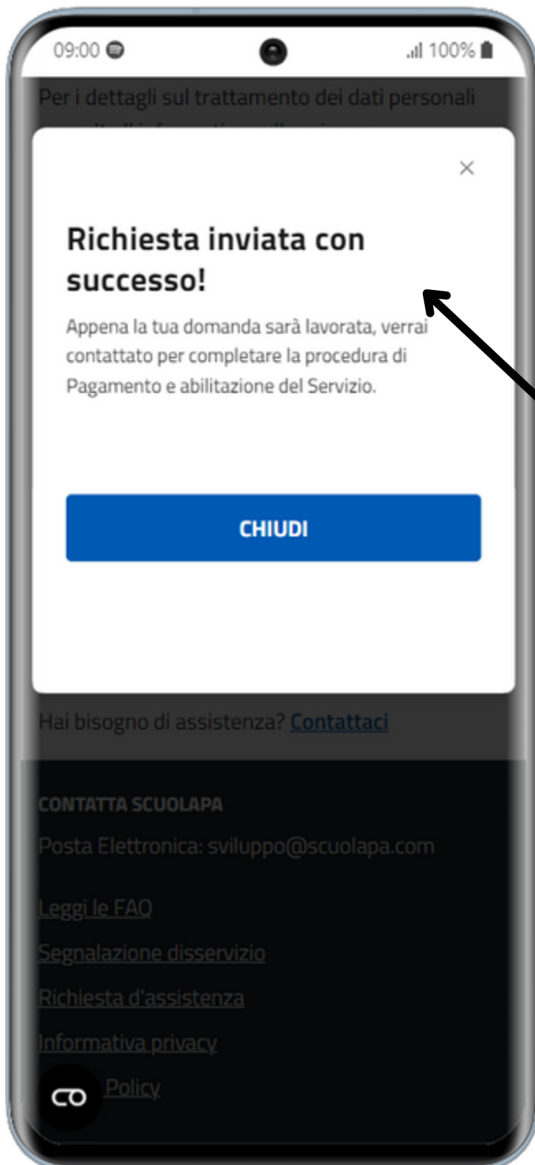 09:00
100%
Per i dettagli sul trattamento dei dati personali
Richiesta inviata con
successo!
Appena la tua domanda sarà lavorata, verrai
contattato per completare la procedura di
Pagamento e abilitazione del Servizio.
CHIUDI
Hai bisogno di assistenza? Contattaci
CONTATTA SCUOLAPA
Posta Elettronica: sviluppo@scuolapa.com
Leggi le FAQ
Segnalazione disservizio
Richiesta d'assistenza
Informativa privacy
Policy